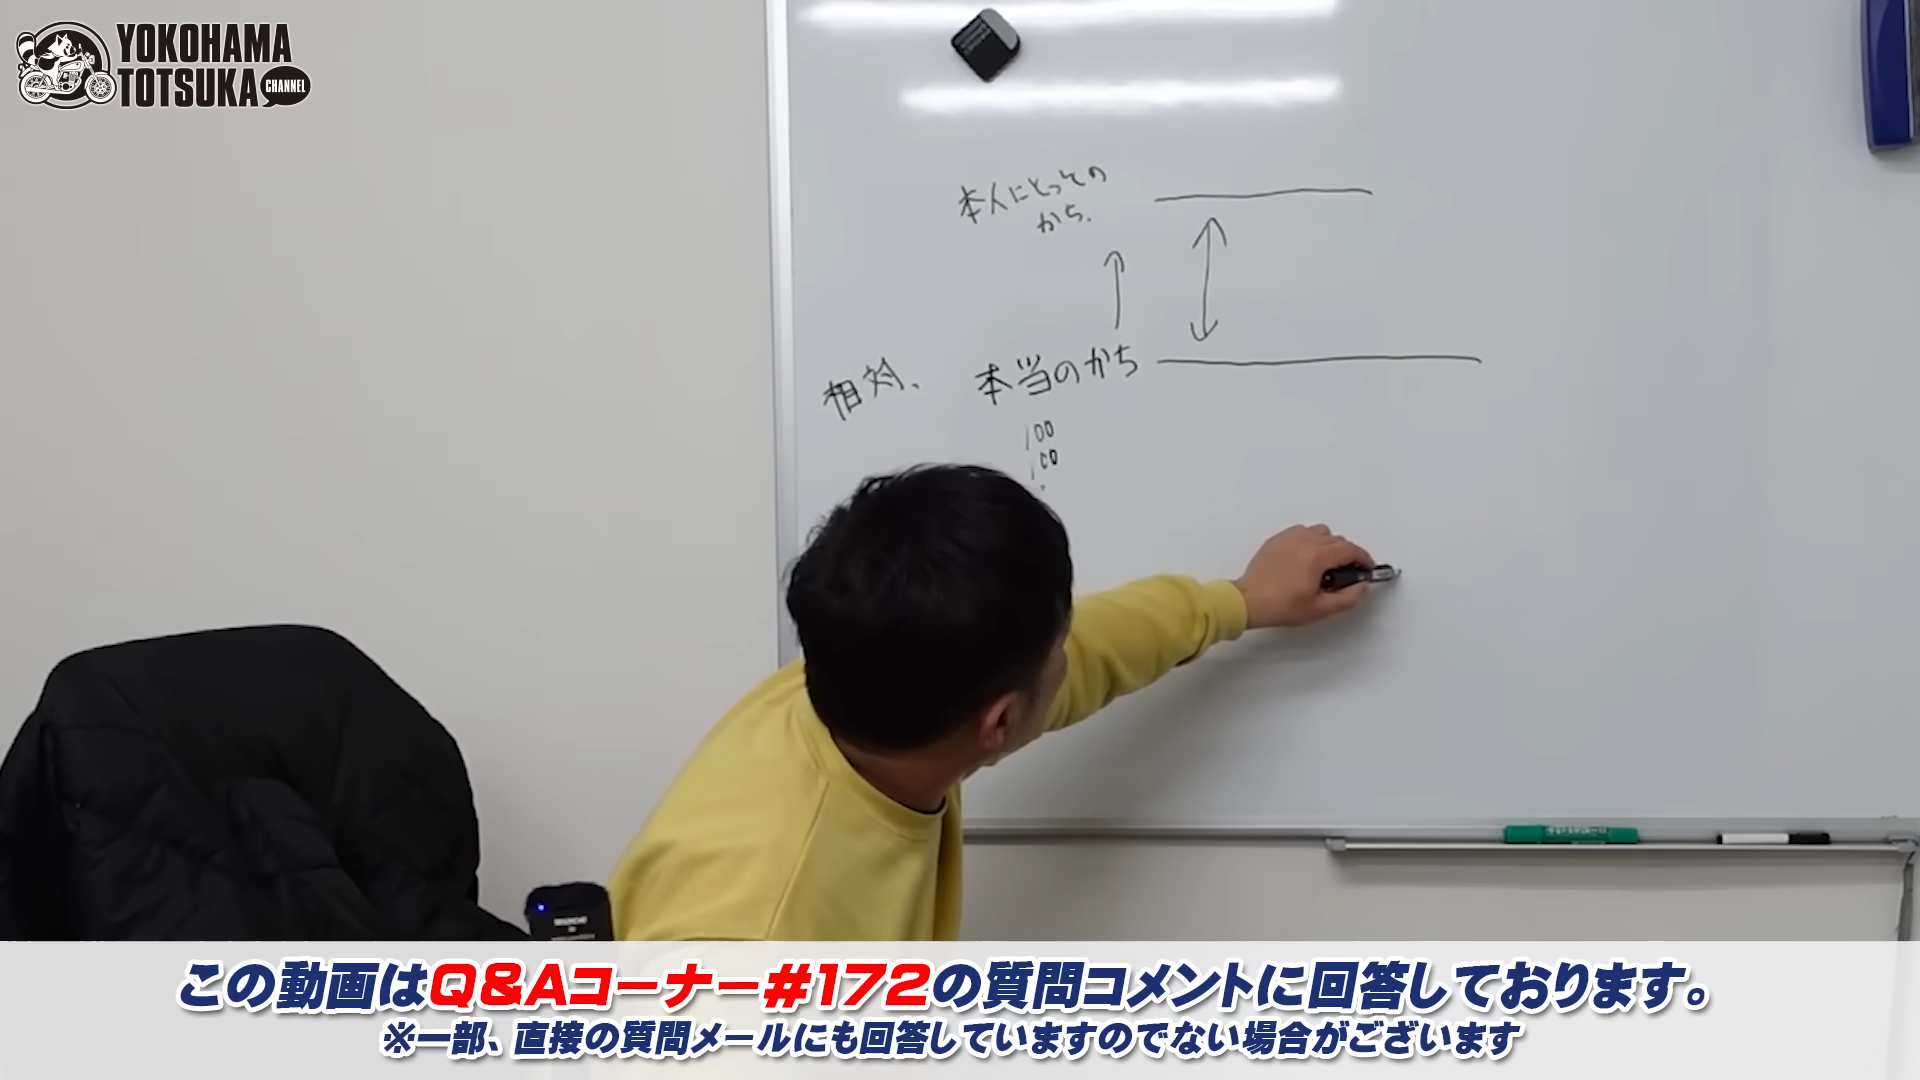 YOKOHAMA
TOTSUKA
CHANNEL
本人にとっての
かち.
相対、
本当のかち
100
100
この動画はQ&Aコーナー#172の質問コメントに回答しております。
※一部、直接の質問メールにも回答していますのでない場合がございます